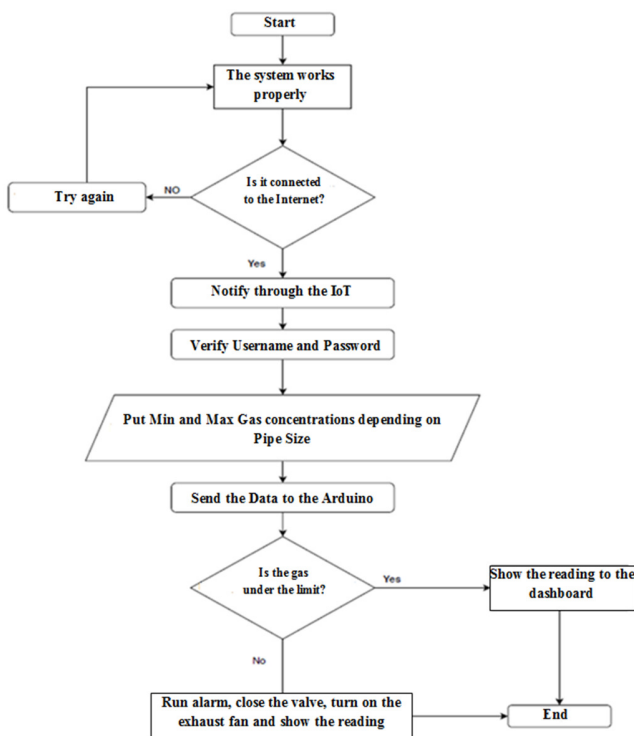 Start
The system works
properly
Is it connected
to the Internet?
NO
Try again
Yes
Notify through the IoT
Verify Username and Password
Put Min and Max Gas concentrations depending on
Pipe Size
Send the Data to the Arduino
Is the gas
under the limit?
Yes
Show the reading to the
dashboard
No
Run alarm, close the valve, turn on the
exhaust fan and show the reading
End